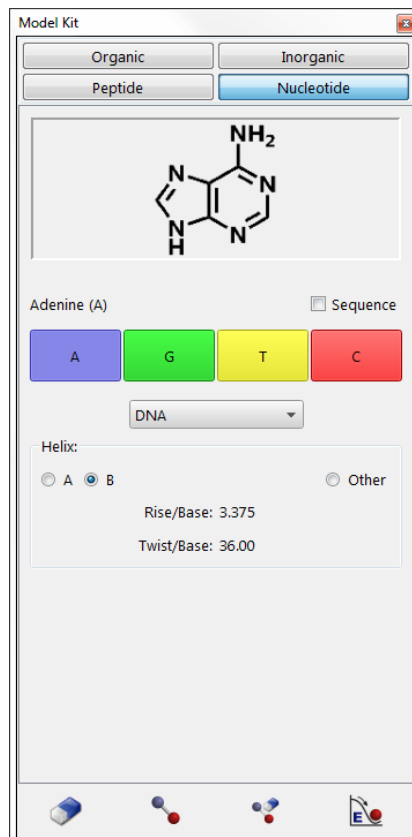 Model Kit
Organic
Inorganic
Peptide
Nucleotide
NH2
N
N
N
H
N
Adenine (A)
Sequence
A
G
T
C
DNA
Helix:
A
B
Other
Rise/Base: 3.375
Twist/Base: 36.00
E